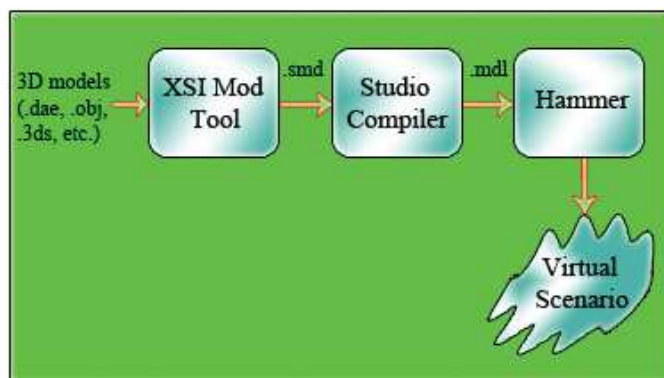 3D models
(.dae, .obj,
.3ds, etc.)
XSI Mod
Tool
.smd
Studio
Compiler
.mdl
Hammer
Virtual
Scenario